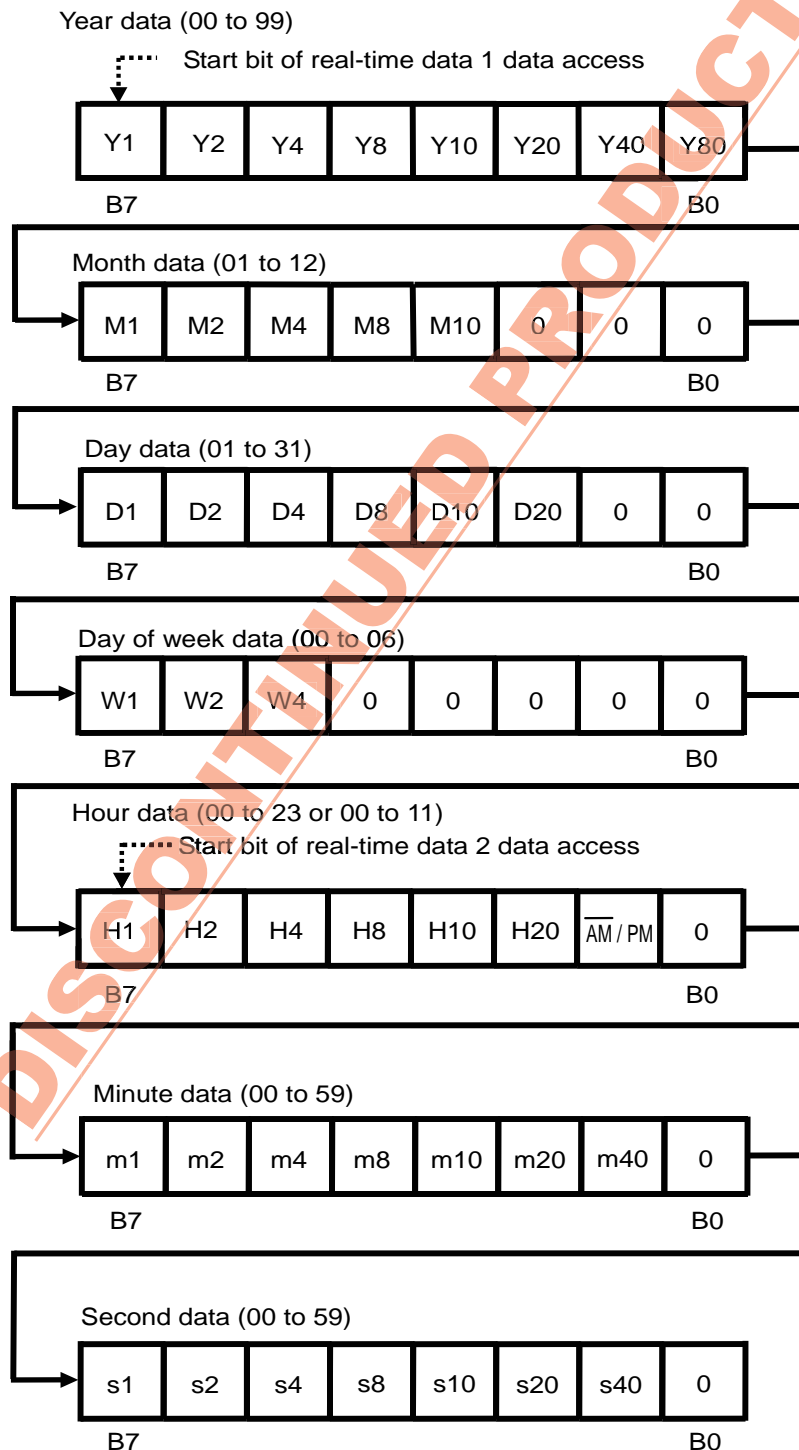 Year data (00 to 99)
Start bit of real-time data 1 data access
Y1 Y2 Y4 Y8 Y10 Y20 Y40 Y80
B7 B0
Month data (01 to 12)
M1 M2 M4 M8 M10 0 0 0
B7 B0
Day data (01 to 31)
D1 D2 D4 D8 D10 D20 0 0
B7 B0
Day of week data (00 to 06)
W1 W2 W4 0 0 0 0 0
B7 B0
Hour data (00 to 23 or 00 to 11)
Start bit of real-time data 2 data access
H1 H2 H4 H8 H10 H20 A̅M̅ / PM 0
B7 B0
Minute data (00 to 59)
m1 m2 m4 m8 m10 m20 m40 0
B7 B0
Second data (00 to 59)
s1 s2 s4 s8 s10 s20 s40 0
B7 B0
DISCONTINUED PRODUCT